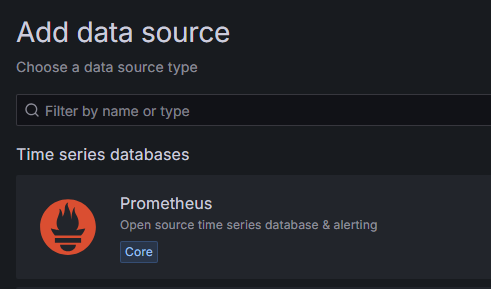 Add data source
Choose a data source type
Filter by name or type
Time series databases
Prometheus
Open source time series database & alerting
Core